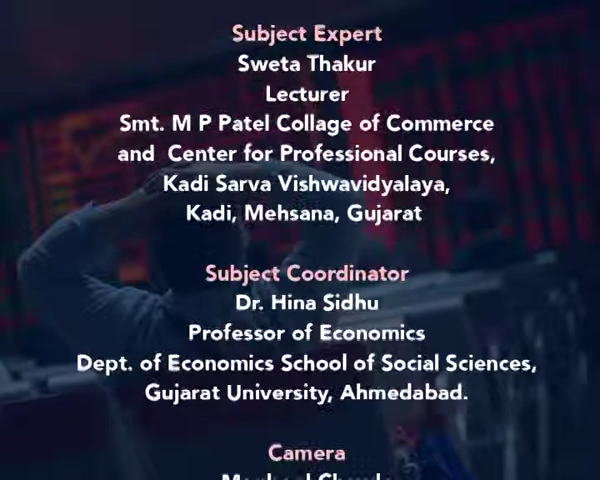 Subject Expert
Sweta Thakur
Lecturer
Smt. M P Patel Collage of Commerce
and Center for Professional Courses,
Kadi Sarva Vishwavidyalaya,
Kadi, Mehsana, Gujarat
Subject Coordinator
Dr. Hina Sidhu
Professor of Economics
Dept. of Economics School of Social Sciences,
Gujarat University, Ahmedabad.
Camera